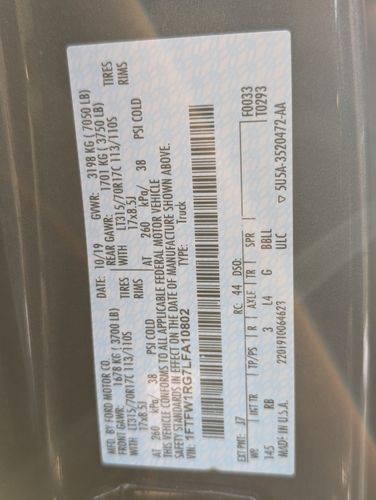 MFD. BY FORD MOTOR CO.
DATE: 10/19 GVWR: 3198 KG ( 7050 LB)
FRONT GAWR: 1678 KG ( 3700 LB) REAR GAWR: 1701 KG ( 3750 LB)
LT315/70R17C 113/110S TIRES WITH LT315/70R17C 113/110S TIRES
17x8.5J RIMS 17x8.5J RIMS
AT 260 kPa/ 38 PSI COLD AT 260 kPa/ 38 PSI COLD
THIS VEHICLE CONFORMS TO ALL APPLICABLE FEDERAL MOTOR VEHICLE
SAFETY STANDARDS IN EFFECT ON THE DATE OF MANUFACTURE SHOWN ABOVE.
VIN: 1FTFW1RG7LFA10802 TYPE: Truck
F0033
T0293
EXT PNT: J7 RC: 44 DSO:
WB INT TR TP/PS R AXLE TR SPR
145 RB 3 L4 G DBLL
ULC
2201910064623
MADE IN U.S.A. ▽ 5U5A-3520472-AA